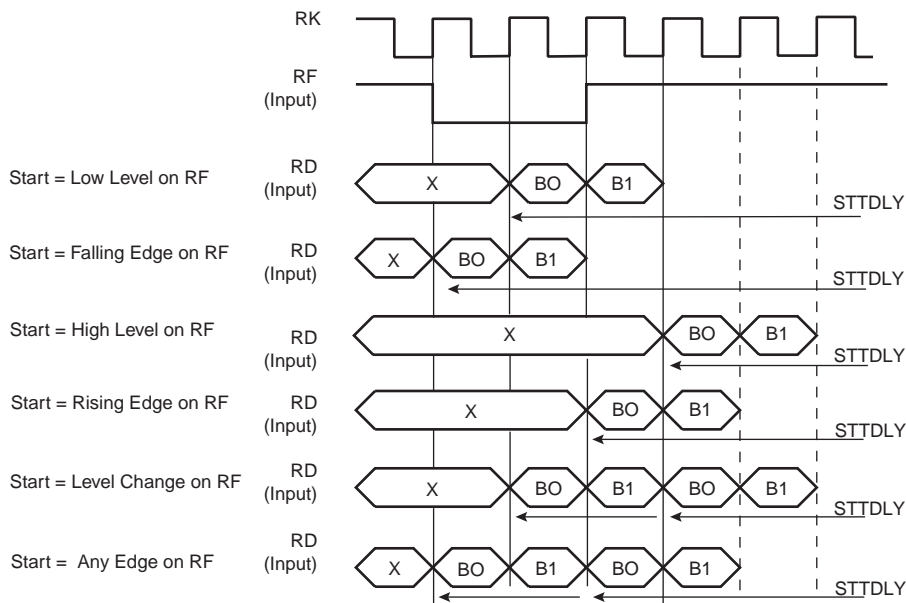 RK
RF
(Input)
Start = Low Level on RF
RD
(Input)
X
BO
B1
STTDLY
Start = Falling Edge on RF
RD
(Input)
X
BO
B1
STTDLY
Start = High Level on RF
RD
(Input)
X
BO
B1
STTDLY
Start = Rising Edge on RF
RD
(Input)
X
BO
B1
STTDLY
Start = Level Change on RF
RD
(Input)
X
BO
B1
BO
B1
STTDLY
Start = Any Edge on RF
RD
(Input)
X
BO
B1
BO
B1
STTDLY